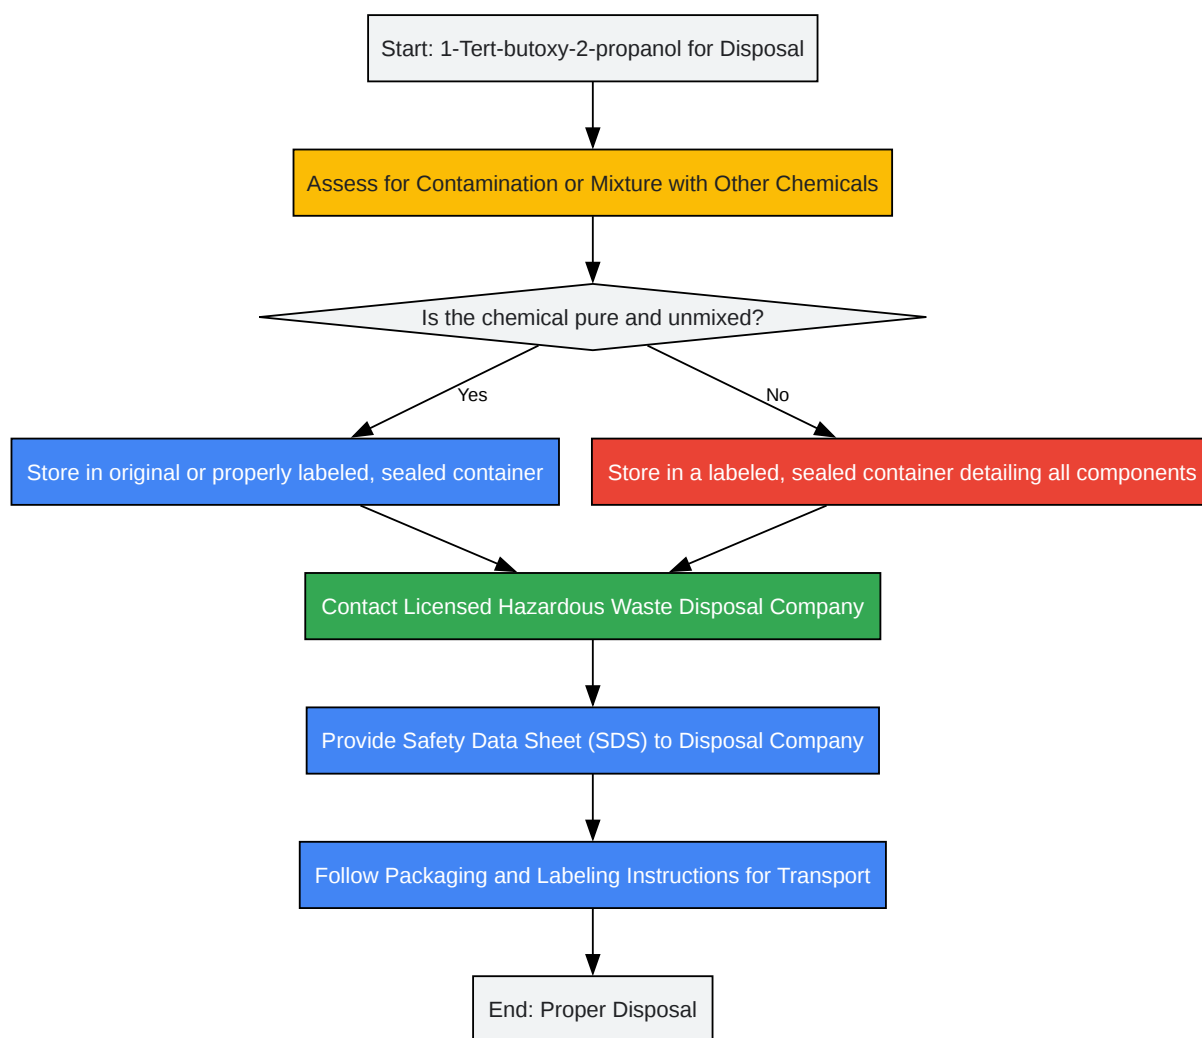 Start: 1-Tert-butoxy-2-propanol for Disposal
Assess for Contamination or Mixture with Other Chemicals
Is the chemical pure and unmixed?
Yes
No
Store in original or properly labeled, sealed container
Store in a labeled, sealed container detailing all components
Contact Licensed Hazardous Waste Disposal Company
Provide Safety Data Sheet (SDS) to Disposal Company
Follow Packaging and Labeling Instructions for Transport
End: Proper Disposal